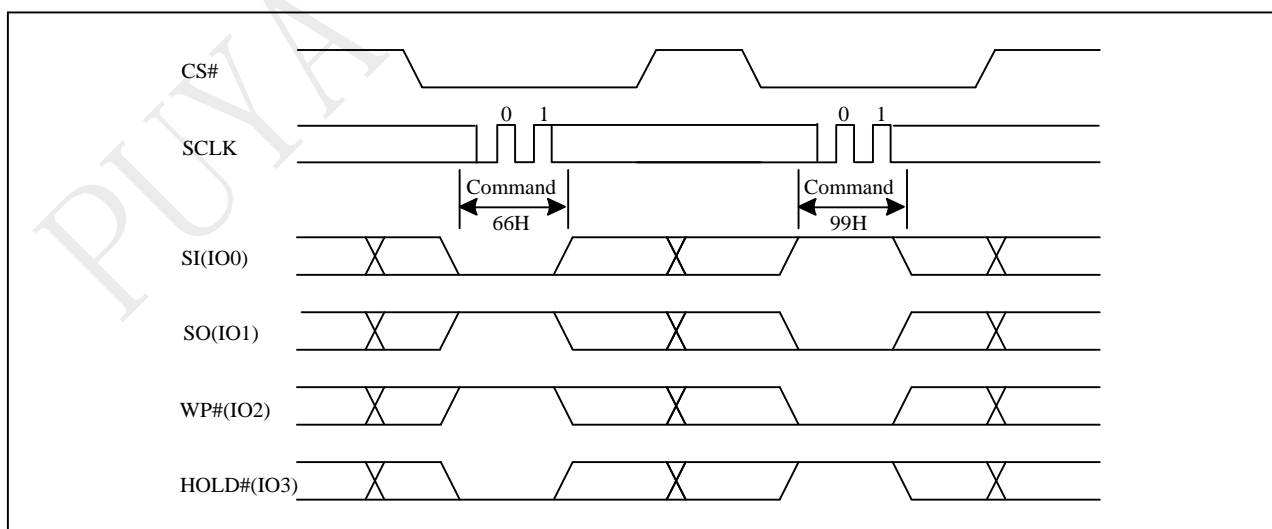 PUYA
CS#
0 1 0 1
SCLK
Command Command
66H 99H
SI(IO0)
SO(IO1)
WP#(IO2)
HOLD#(IO3)